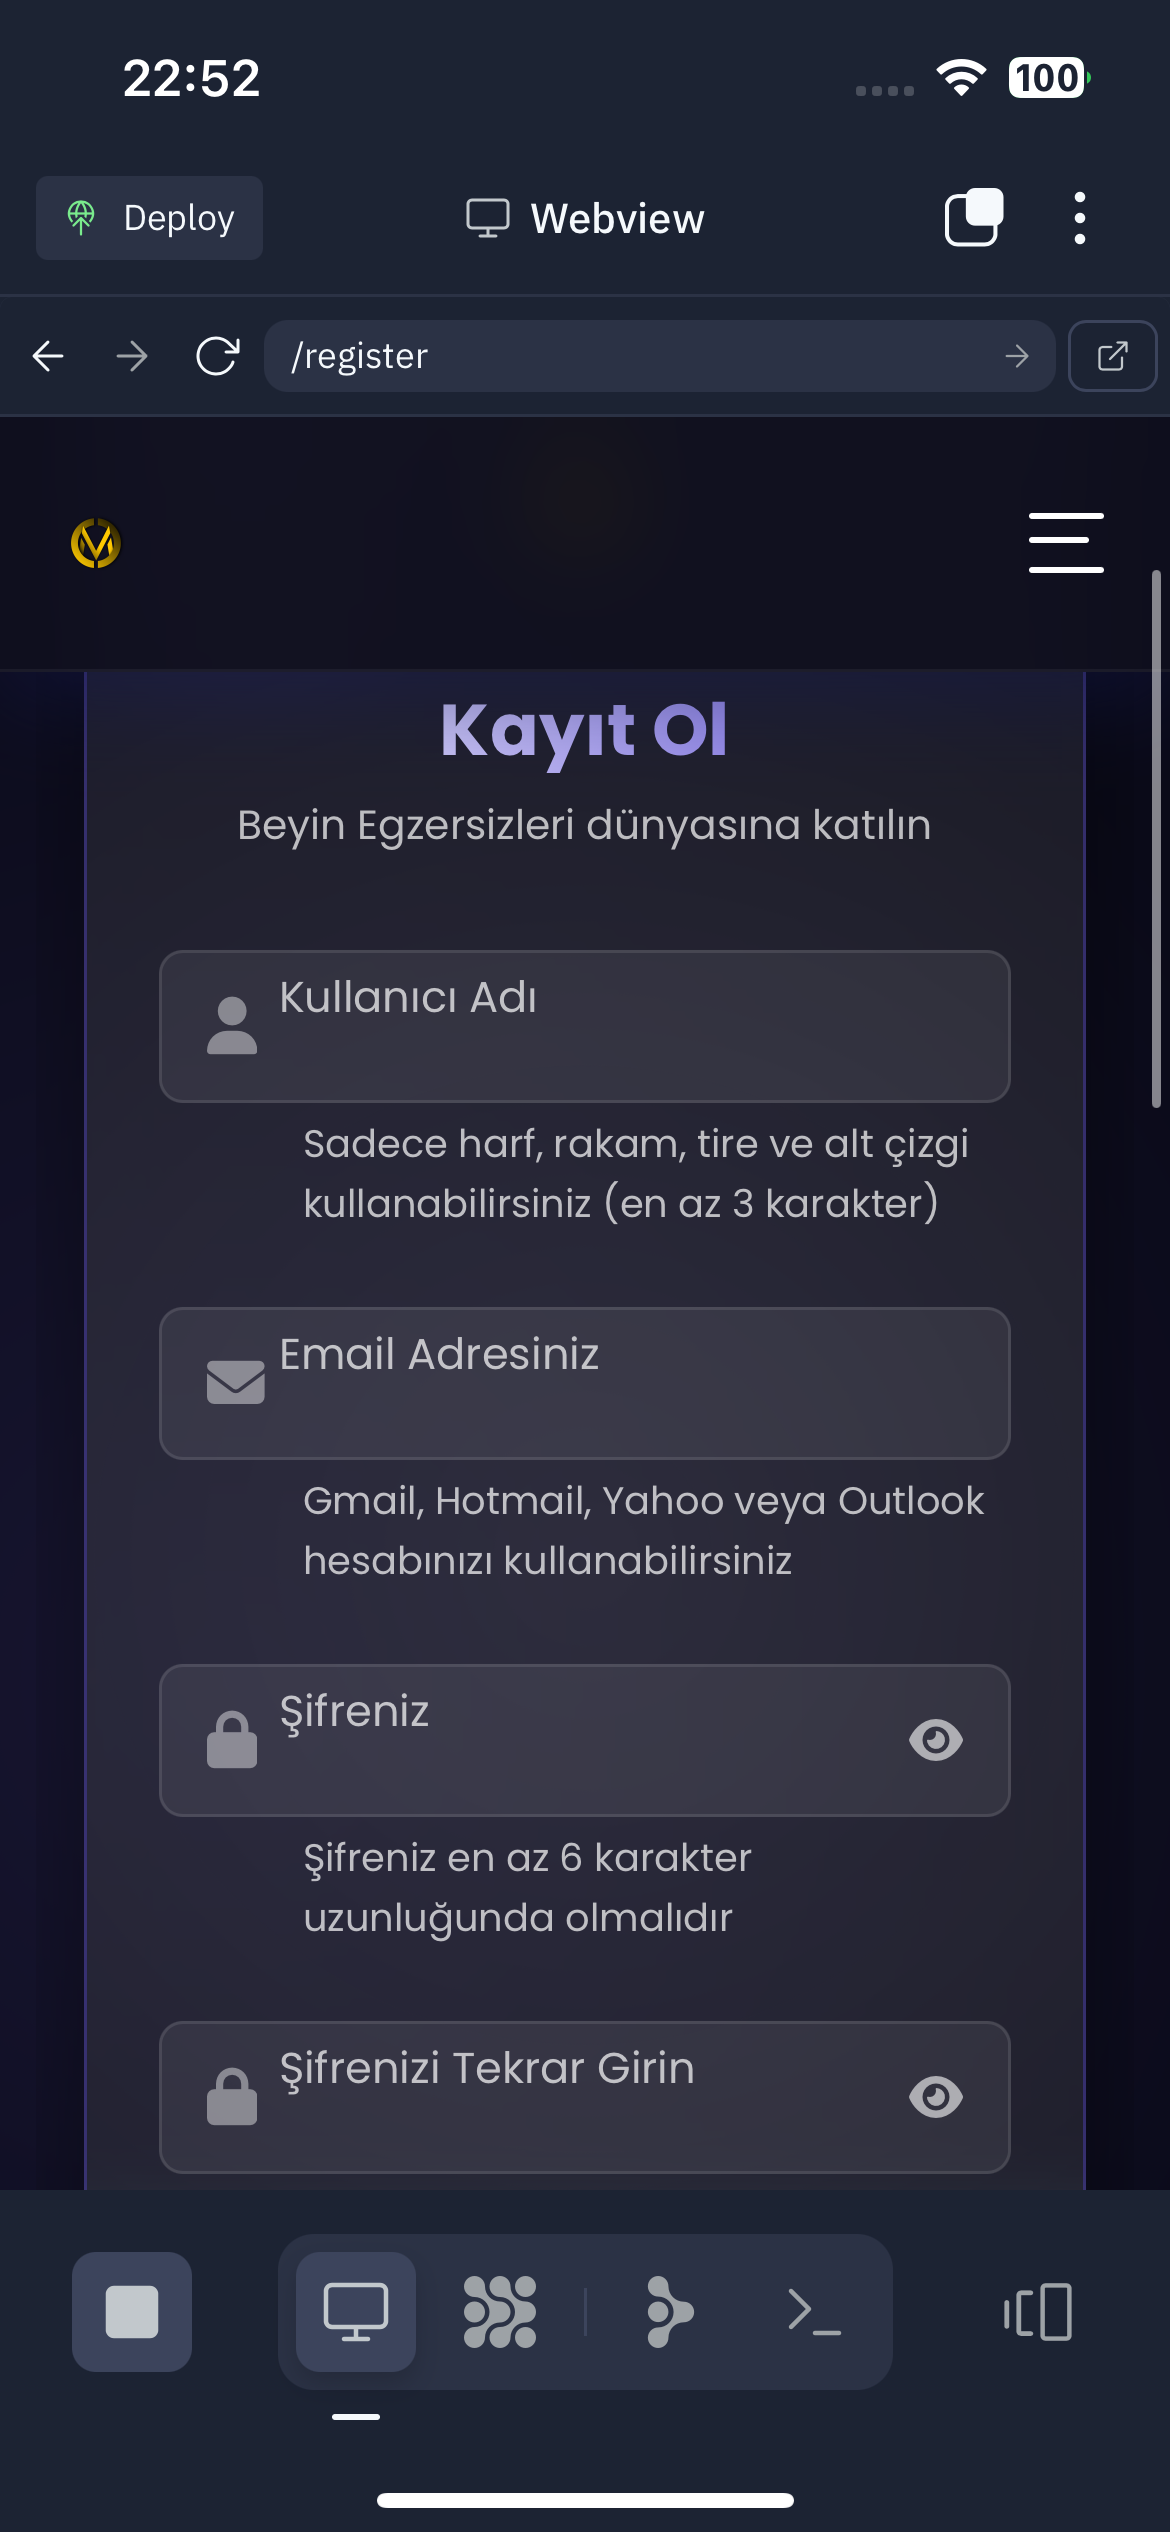 22:52
100
Deploy
Webview
/register
Kayıt Ol
Beyin Egzersizleri dünyasına katılın
Kullanıcı Adı
Sadece harf, rakam, tire ve alt çizgi
kullanabilirsiniz (en az 3 karakter)
Email Adresiniz
Gmail, Hotmail, Yahoo veya Outlook
hesabınızı kullanabilirsiniz
Şifreniz
Şifreniz en az 6 karakter
uzunluğunda olmalıdır
Şifrenizi Tekrar Girin